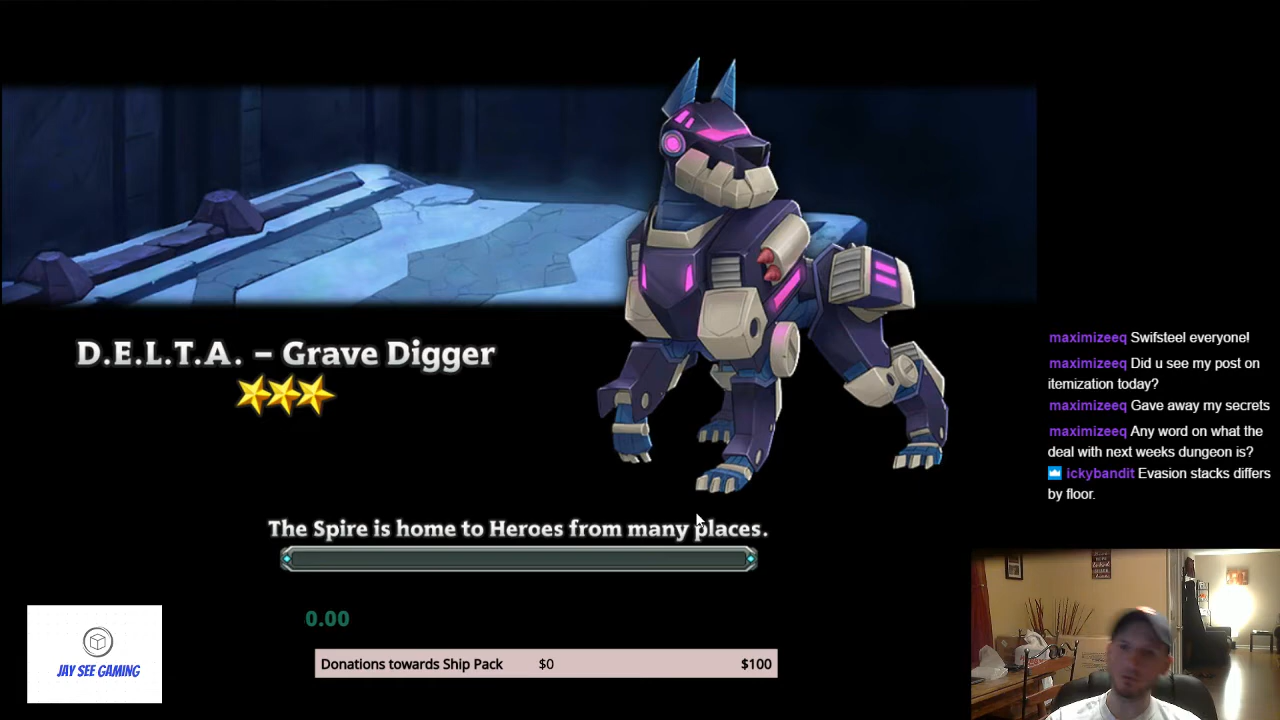 D.E.L.T.A. – Grave Digger
The Spire is home to Heroes from many places.
0.00
Donations towards Ship Pack $0 $100
JAY SEE GAMING
maximizeeq Swifsteel everyone!
maximizeeq Did u see my post on
itemization today?
maximizeeq Gave away my secrets
maximizeeq Any word on what the
deal with next weeks dungeon is?
ickybandit Evasion stacks differs
by floor.